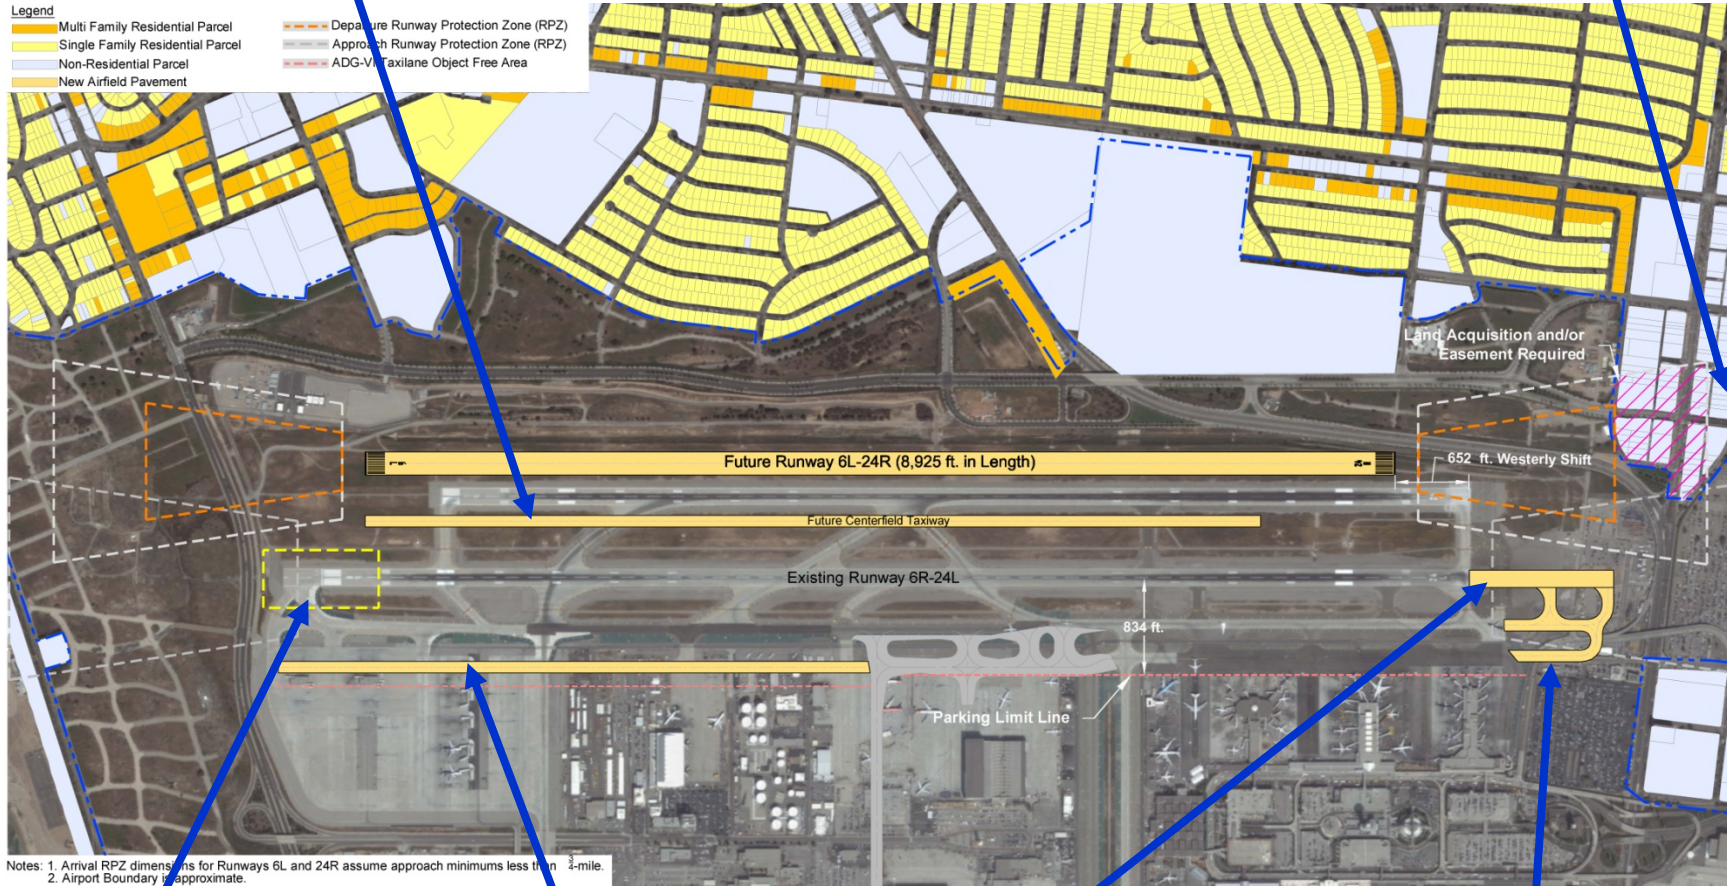 Legend
Multi Family Residential Parcel
Single Family Residential Parcel
Non-Residential Parcel
New Airfield Pavement
Departure Runway Protection Zone (RPZ)
Approach Runway Protection Zone (RPZ)
ADG-VI Taxilane Object Free Area
Land Acquisition and/or
Easement Required
Future Runway 6L-24R (8,925 ft. in Length)
652 ft. Westerly Shift
Future Centerfield Taxiway
Existing Runway 6R-24L
834 ft.
Parking Limit Line
Notes: 1. Arrival RPZ dimensions for Runways 6L and 24R assume approach minimums less than 3/4-mile.
2. Airport Boundary is approximate.